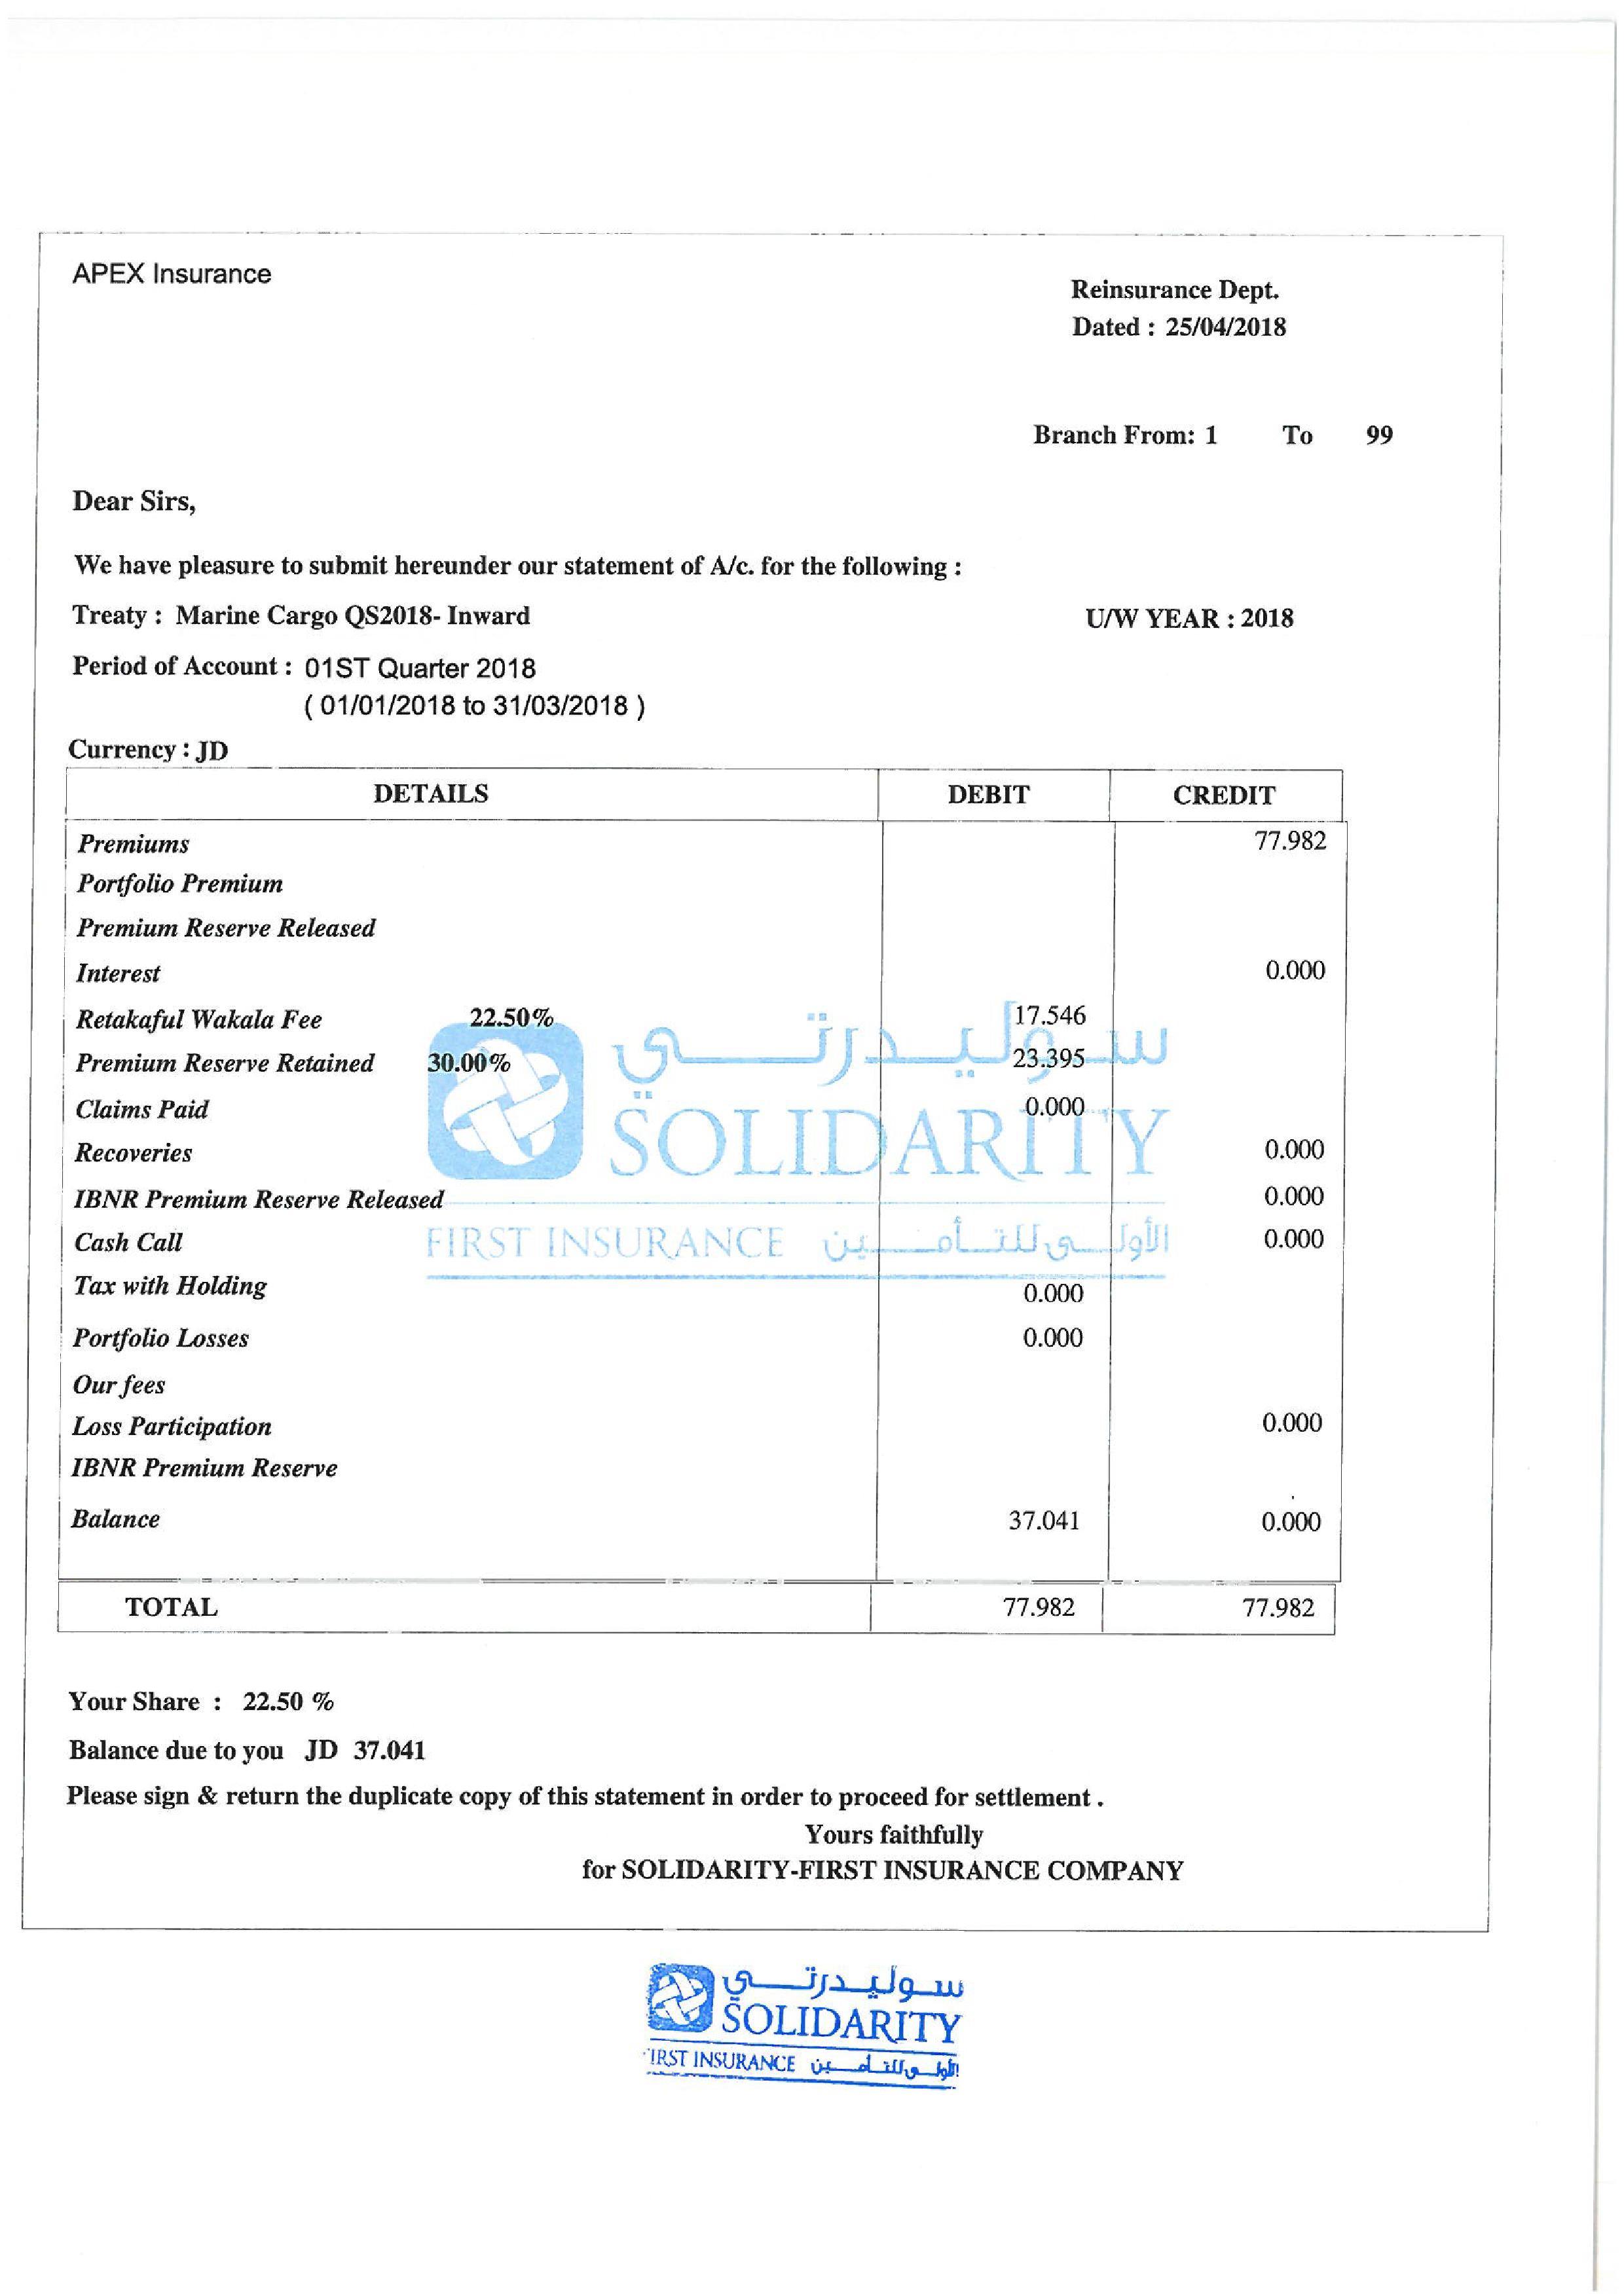 APEX Insurance
Reinsurance Dept.
Dated : 25/04/2018
Branch From: 1 To 99
Dear Sirs,
We have pleasure to submit hereunder our statement of A/c. for the following :
Treaty : Marine Cargo QS2018- Inward U/W YEAR : 2018
Period of Account : 01ST Quarter 2018
( 01/01/2018 to 31/03/2018 )
Currency : JD
DETAILS DEBIT CREDIT
Premiums 77.982
Portfolio Premium
Premium Reserve Released
Interest 0.000
Retakaful Wakala Fee 22.50% 17.546
Premium Reserve Retained 30.00% 23.395
سوليدرتي
Claims Paid 0.000
SOLIDARITY
Recoveries 0.000
IBNR Premium Reserve Released 0.000
Cash Call 0.000
FIRST INSURANCE الأولى للتأمين
Tax with Holding 0.000
Portfolio Losses 0.000
Our fees
Loss Participation 0.000
IBNR Premium Reserve
Balance 37.041 0.000
TOTAL 77.982 77.982
Your Share : 22.50 %
Balance due to you JD 37.041
Please sign & return the duplicate copy of this statement in order to proceed for settlement .
Yours faithfully
for SOLIDARITY-FIRST INSURANCE COMPANY
سوليدرتي
SOLIDARITY
FIRST INSURANCE الأولى للتأمين